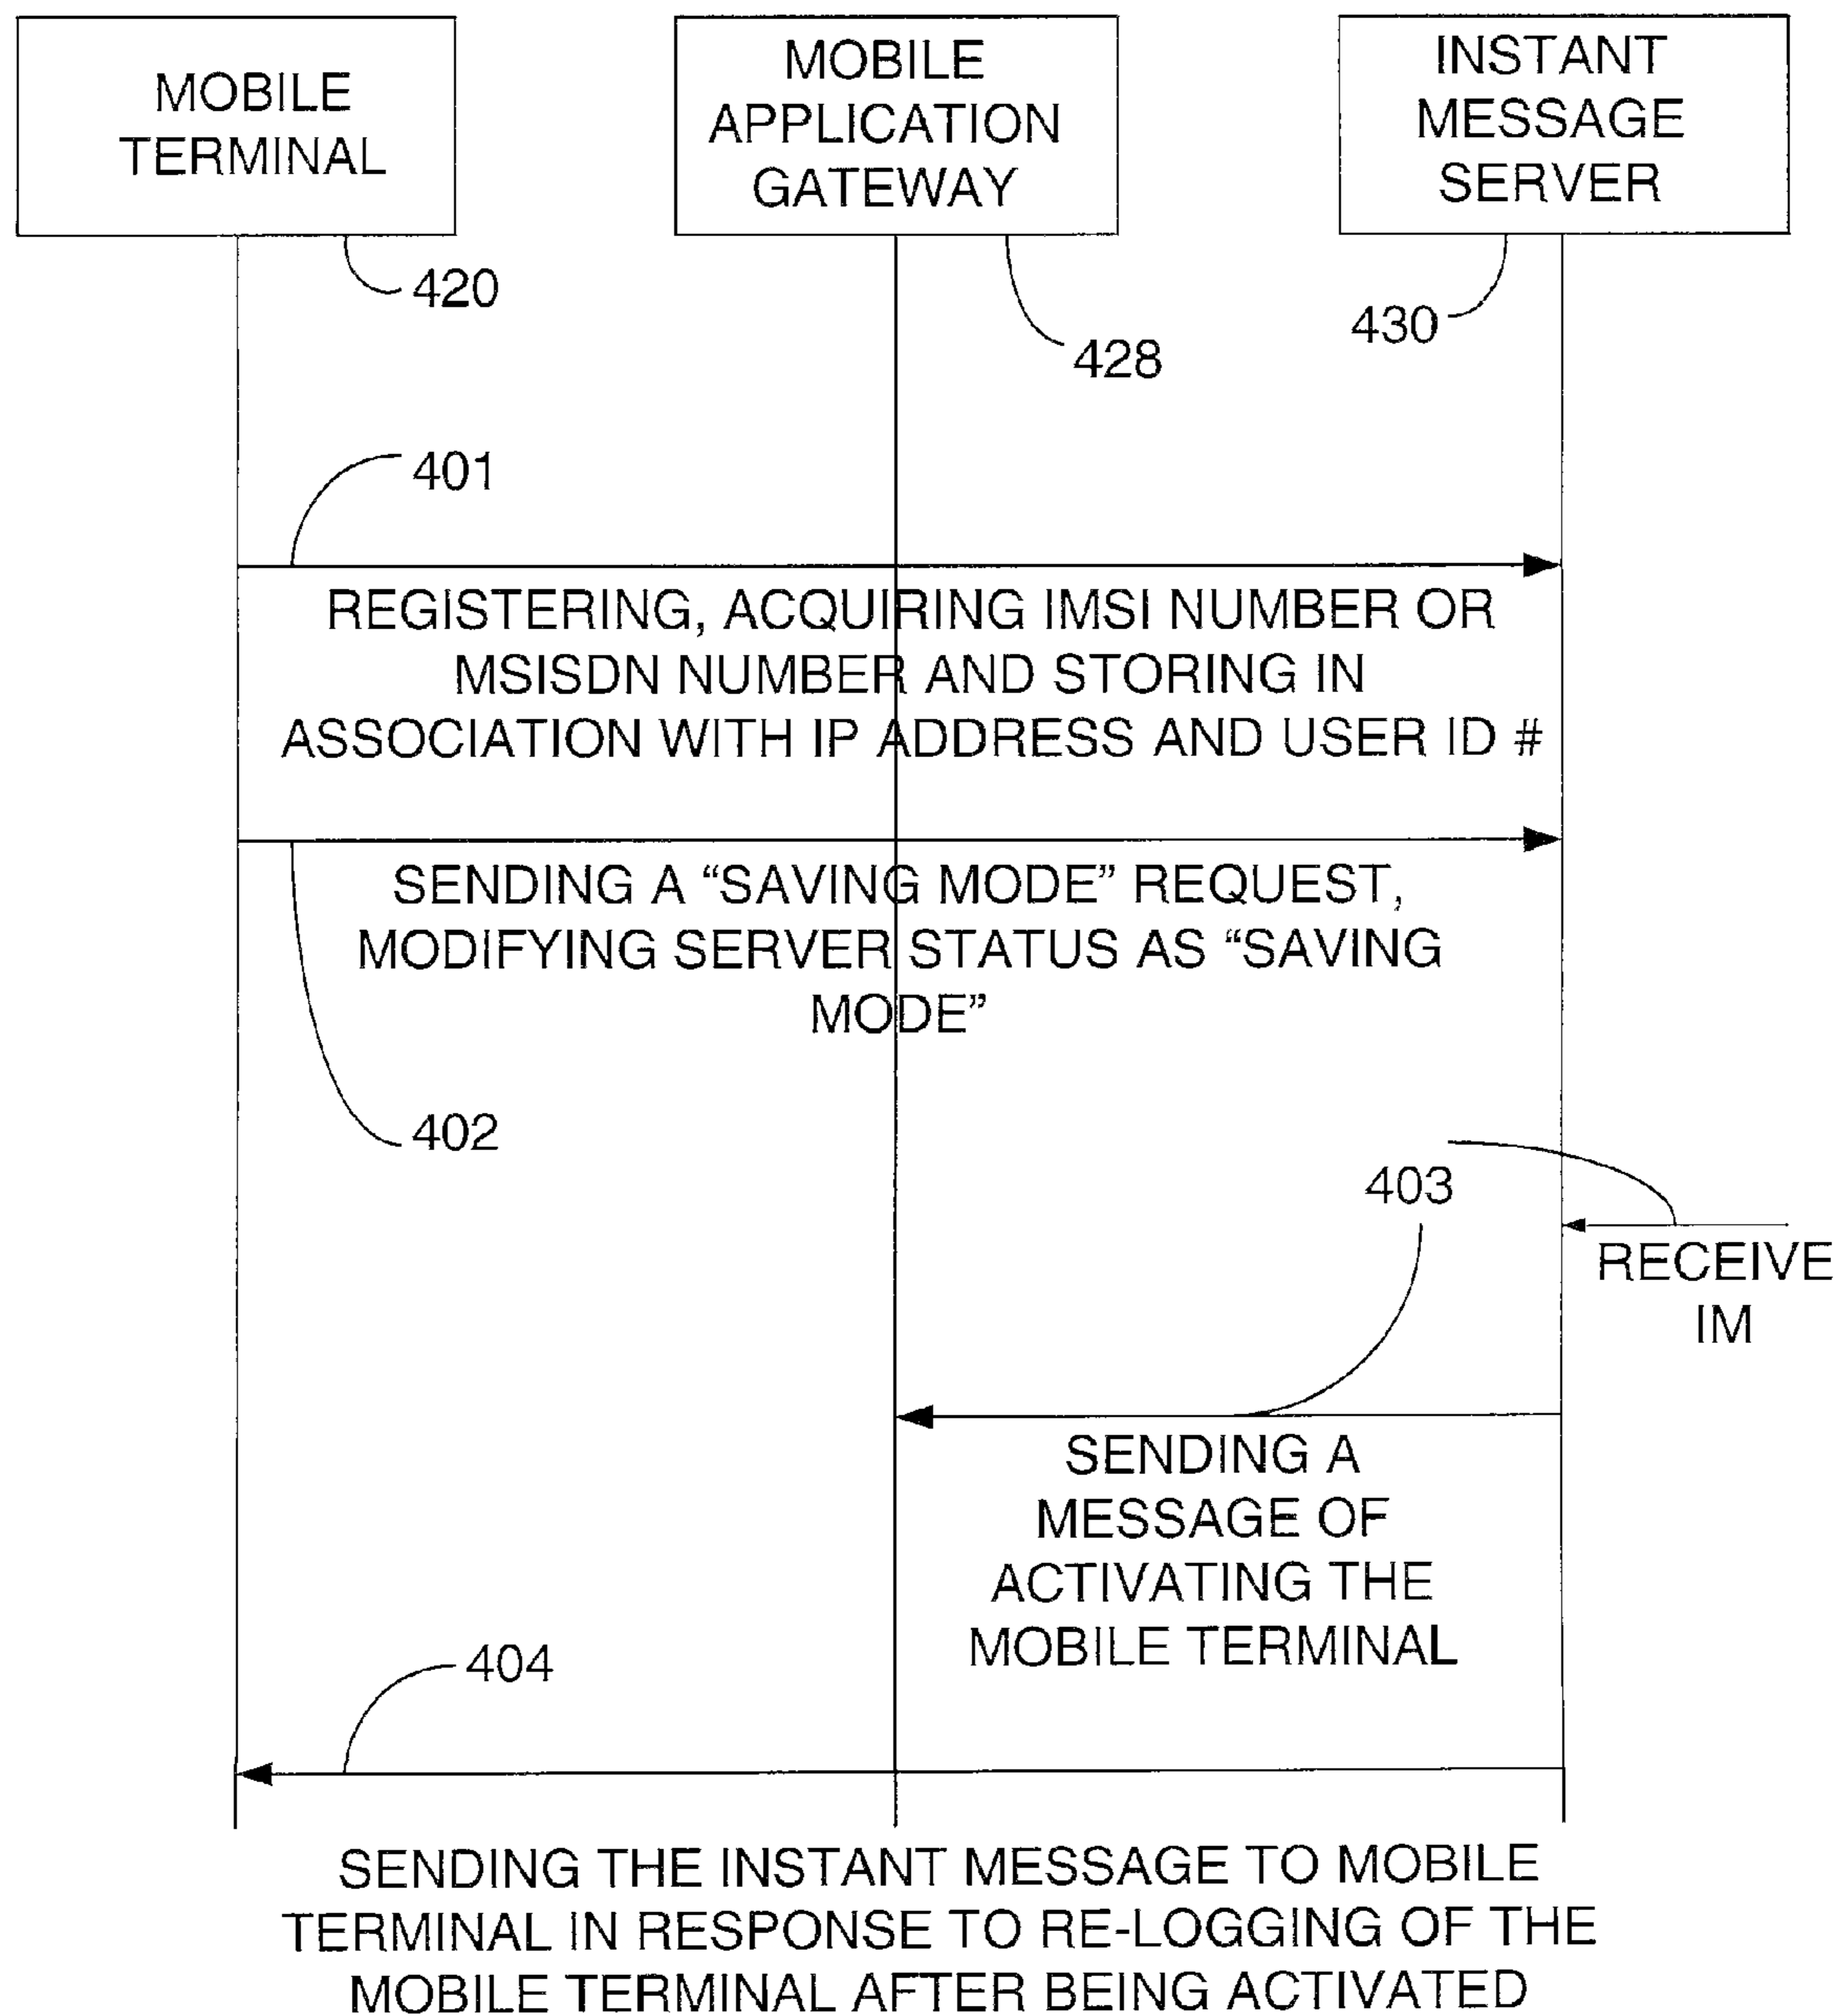 MOBILE
TERMINAL
MOBILE
APPLICATION
GATEWAY
INSTANT
MESSAGE
SERVER
420
428
430
401
REGISTERING, ACQUIRING IMSI NUMBER OR
MSISDN NUMBER AND STORING IN
ASSOCIATION WITH IP ADDRESS AND USER ID #
SENDING A “SAVING MODE” REQUEST,
MODIFYING SERVER STATUS AS “SAVING
MODE”
402
403
RECEIVE
IM
SENDING A
MESSAGE OF
ACTIVATING THE
MOBILE TERMINAL
404
SENDING THE INSTANT MESSAGE TO MOBILE
TERMINAL IN RESPONSE TO RE-LOGGING OF THE
MOBILE TERMINAL AFTER BEING ACTIVATED